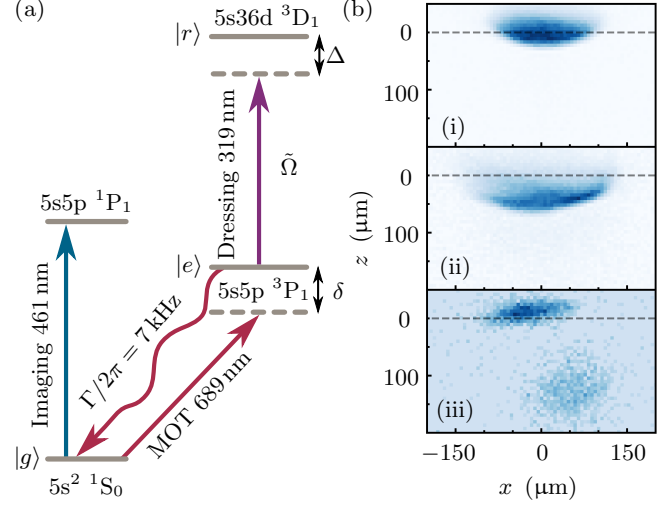 (a)
5s36d ³D₁
|r⟩
Δ
Dressing 319 nm
Ω̃
5s5p ¹P₁
|e⟩
5s5p ³P₁
δ
Imaging 461 nm
Γ/2π = 7 kHz
MOT 689 nm
|g⟩
5s² ¹S₀
(b)
0
100
(i)
0
100
(ii)
z (μm)
0
100
(iii)
−150 0 150
x (μm)